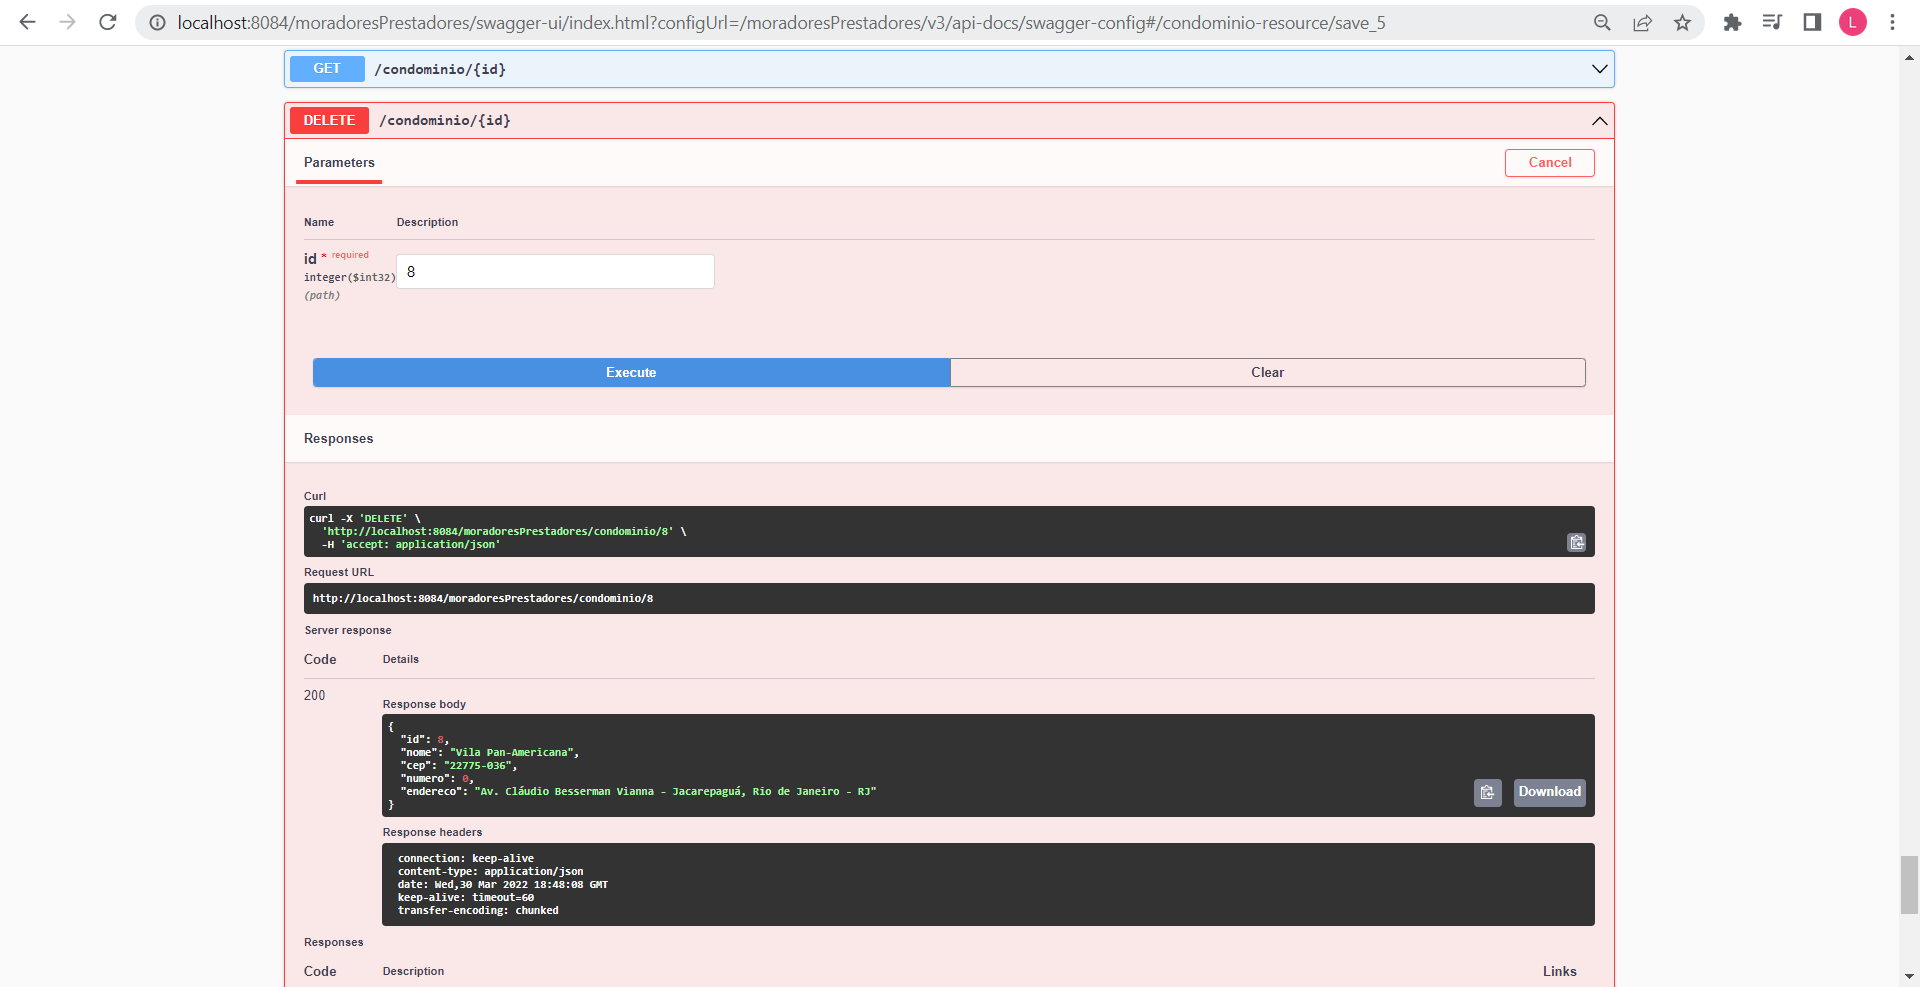 localhost:8084/moradoresPrestadores/swagger-ui/index.html?configUrl=/moradoresPrestadores/v3/api-docs/swagger-config#/condominio-resource/save_5
L
GET /condominio/{id}
DELETE /condominio/{id}
Parameters
Cancel
Name Description
id * required
integer($int32)
(path)
8
Execute Clear
Responses
Curl
curl -X 'DELETE' \
'http://localhost:8084/moradoresPrestadores/condominio/8' \
-H 'accept: application/json'
Request URL
http://localhost:8084/moradoresPrestadores/condominio/8
Server response
Code Details
200
Response body
{
"id": 8,
"nome": "Vila Pan-Americana",
"cep": "22775-036",
"numero": 0,
"endereco": "Av. Cláudio Besserman Vianna - Jacarepaguá, Rio de Janeiro - RJ"
}
Download
Response headers
connection: keep-alive
content-type: application/json
date: Wed,30 Mar 2022 18:48:08 GMT
keep-alive: timeout=60
transfer-encoding: chunked
Responses
Code Description Links